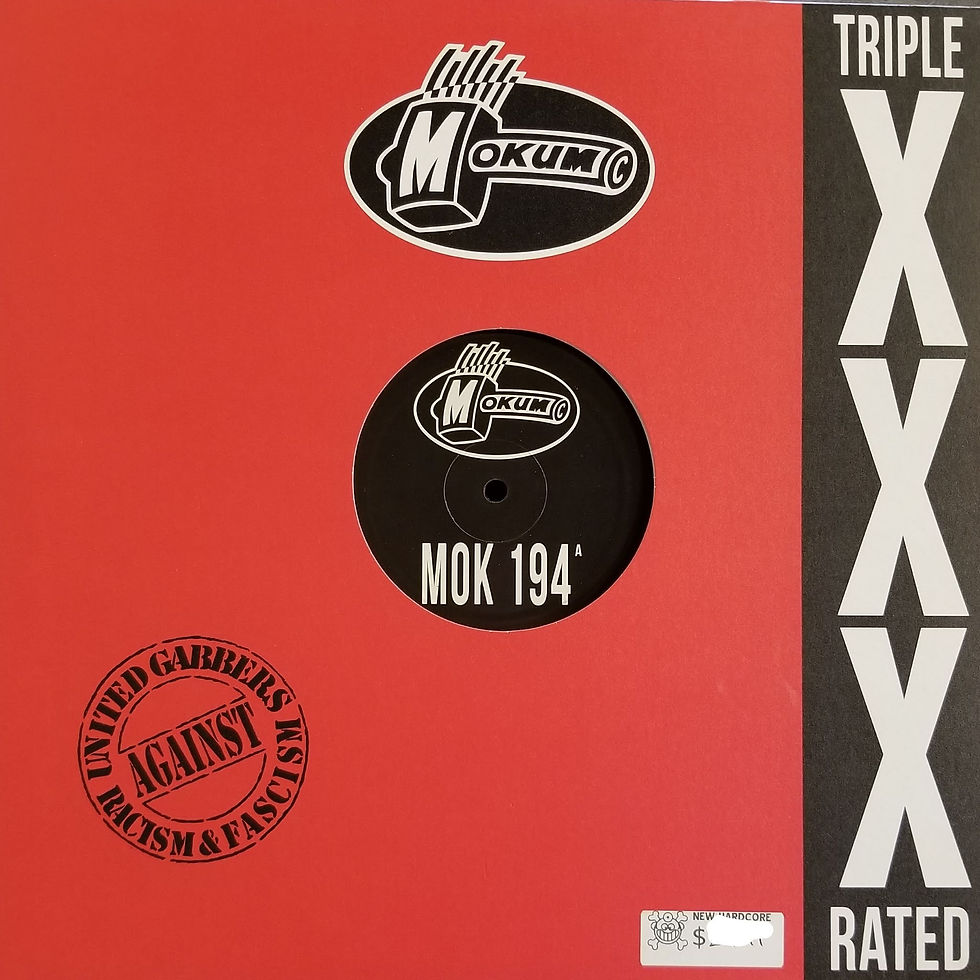 MOKUM
TRIPLE
X
X
X
RATED
MOKUM
MOK 194 A
UNITED GABBERS
AGAINST
RACISM & FASCISM
NEW HARDCORE
$